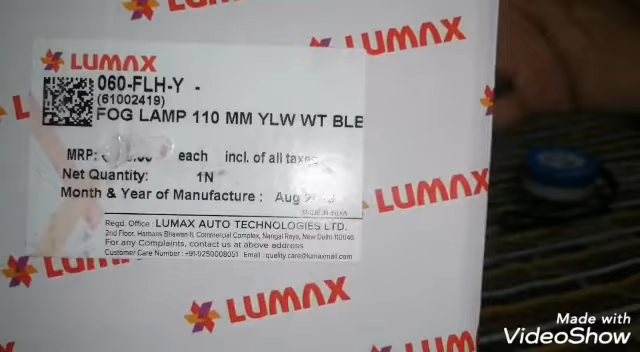 LUMAX
LUMAX
060-FLH-Y -
(61002419)
FOG LAMP 110 MM YLW WT BLE
MRP: each incl. of all taxes
Net Quantity: 1N
Month & Year of Manufacture : Aug
MADE IN INDIA
LUMAX
Regd. Office : LUMAX AUTO TECHNOLOGIES LTD.
2nd Floor, Harbans Bhawan-II, Commercial Complex, Nangal Raya, New Delhi-110046
For any Complaints, contact us at above address
Customer Care Number : +91-9250008051 Email : quality.care@lumaxmail.com
LUMAX
LUMAX
LUMAX
Made with
VideoShow